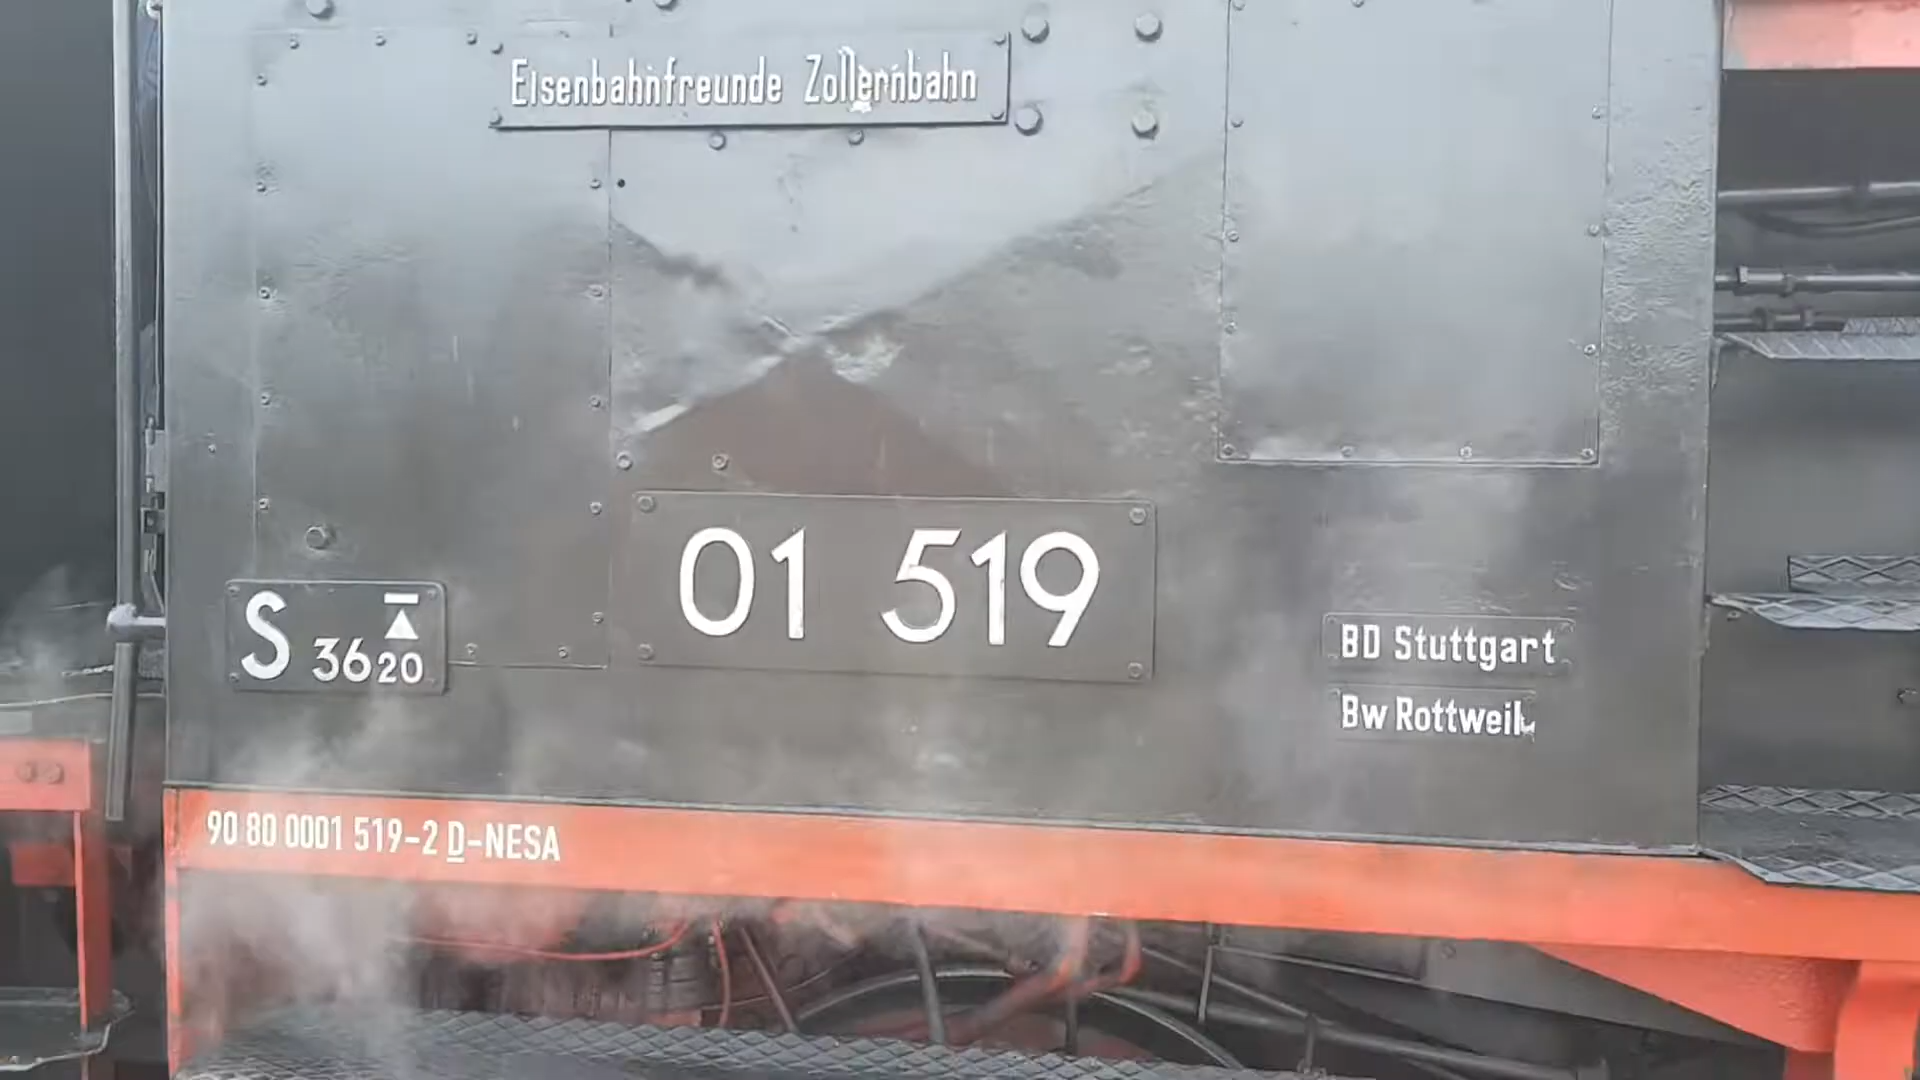 Eisenbahnfreunde Zollernbahn
01 519
S 36 20
BD Stuttgart
Bw Rottweil
90 80 0001 519-2 D-NESA